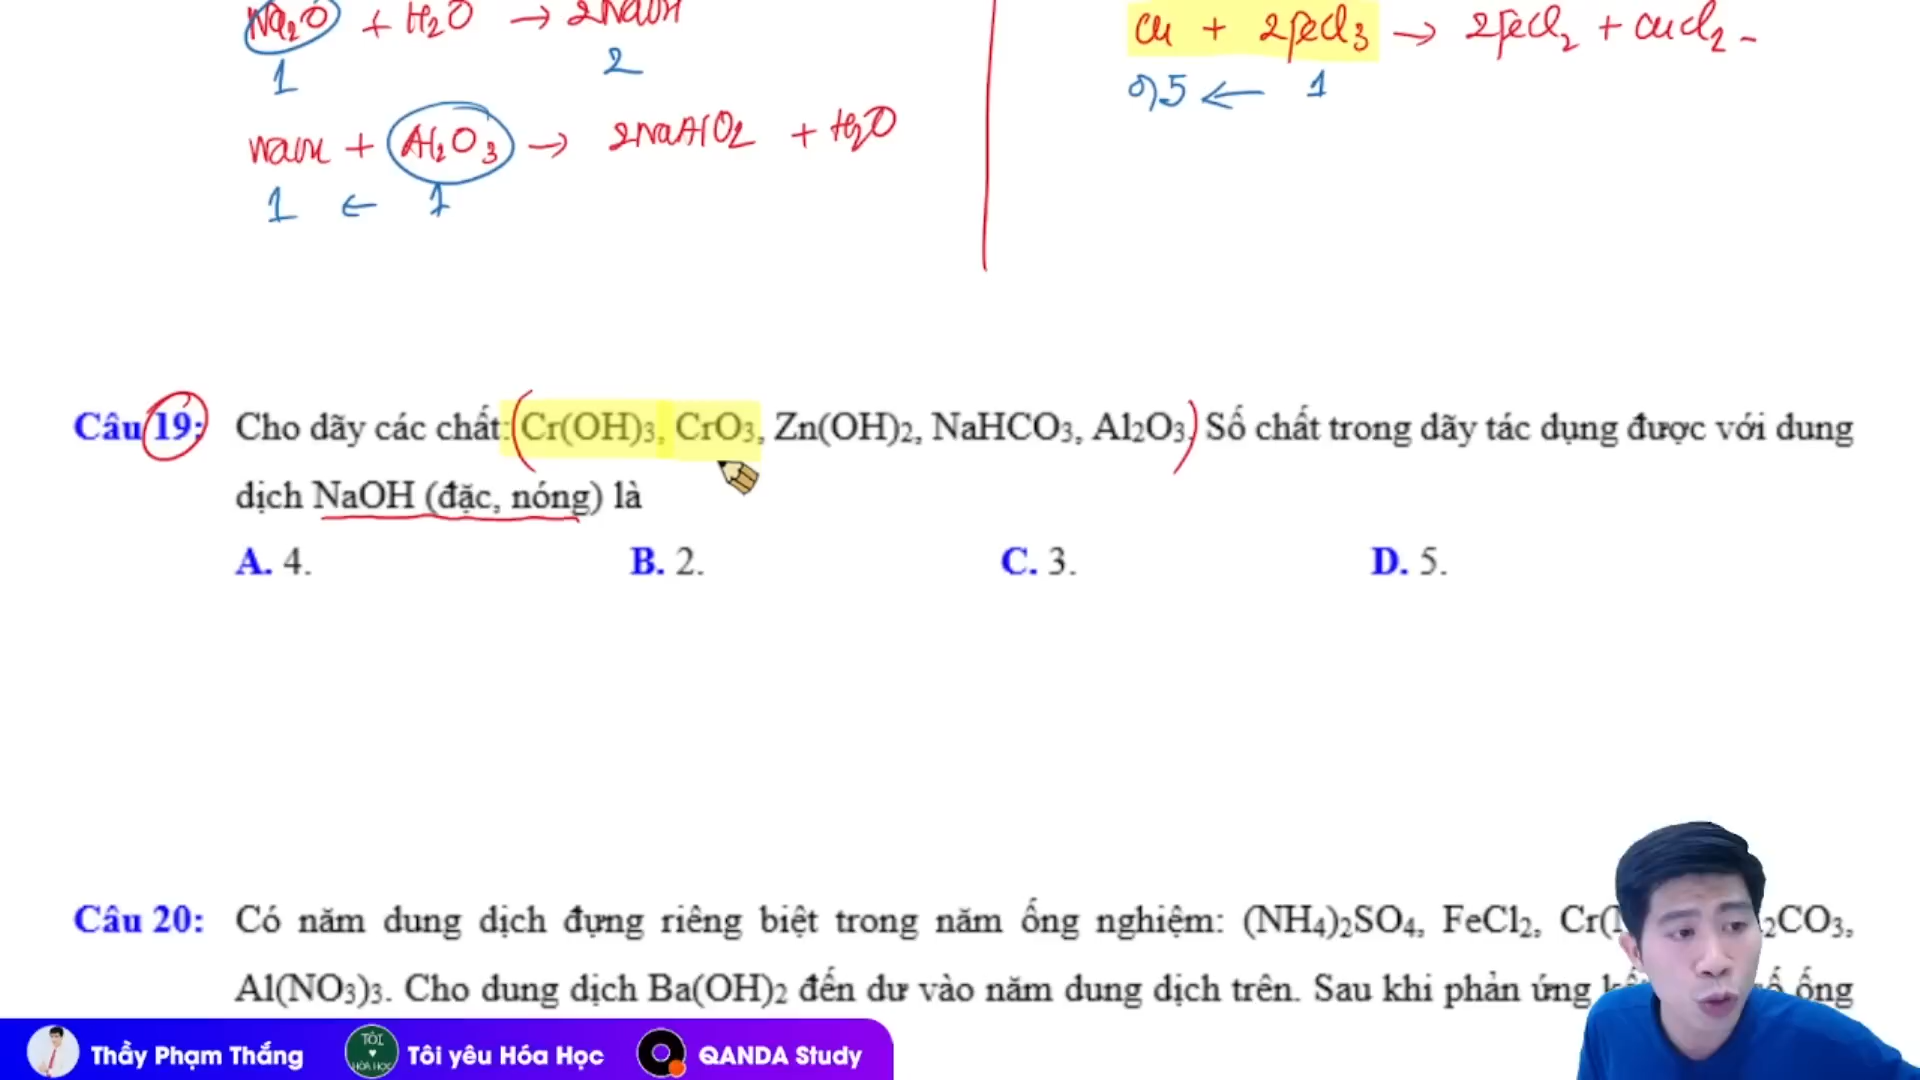 Na₂O + H₂O → 2NaOH
1 2
NaOH + Al₂O₃ → 2NaAlO₂ + H₂O
1 ← 1
Cu + 2FeCl₃ → 2FeCl₂ + CuCl₂
0,5 ← 1
Câu 19: Cho dãy các chất: Cr(OH)₃, CrO₃, Zn(OH)₂, NaHCO₃, Al₂O₃. Số chất trong dãy tác dụng được với dung
dịch NaOH (đặc, nóng) là
A. 4. B. 2. C. 3. D. 5.
Câu 20: Có năm dung dịch đựng riêng biệt trong năm ống nghiệm: (NH₄)₂SO₄, FeCl₂, Cr( ₂CO₃,
Al(NO₃)₃. Cho dung dịch Ba(OH)₂ đến dư vào năm dung dịch trên. Sau khi phản ứng ống
Thầy Phạm Thắng TÔI ♥ HÓA HỌC Tôi yêu Hóa Học QANDA Study